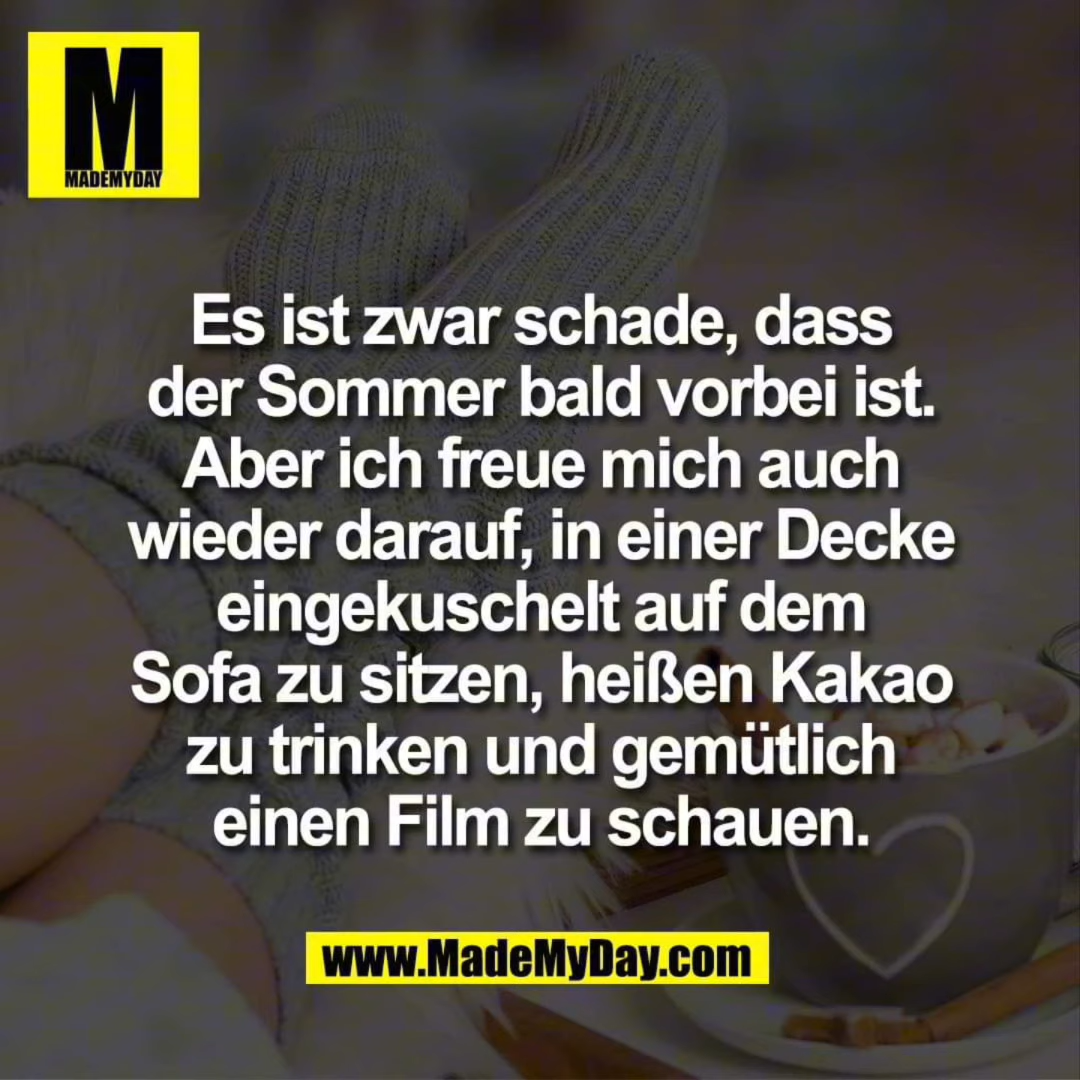 M
MADEMYDAY
Es ist zwar schade, dass
der Sommer bald vorbei ist.
Aber ich freue mich auch
wieder darauf, in einer Decke
eingekuschelt auf dem
Sofa zu sitzen, heißen Kakao
zu trinken und gemütlich
einen Film zu schauen.
www.MadeMyDay.com